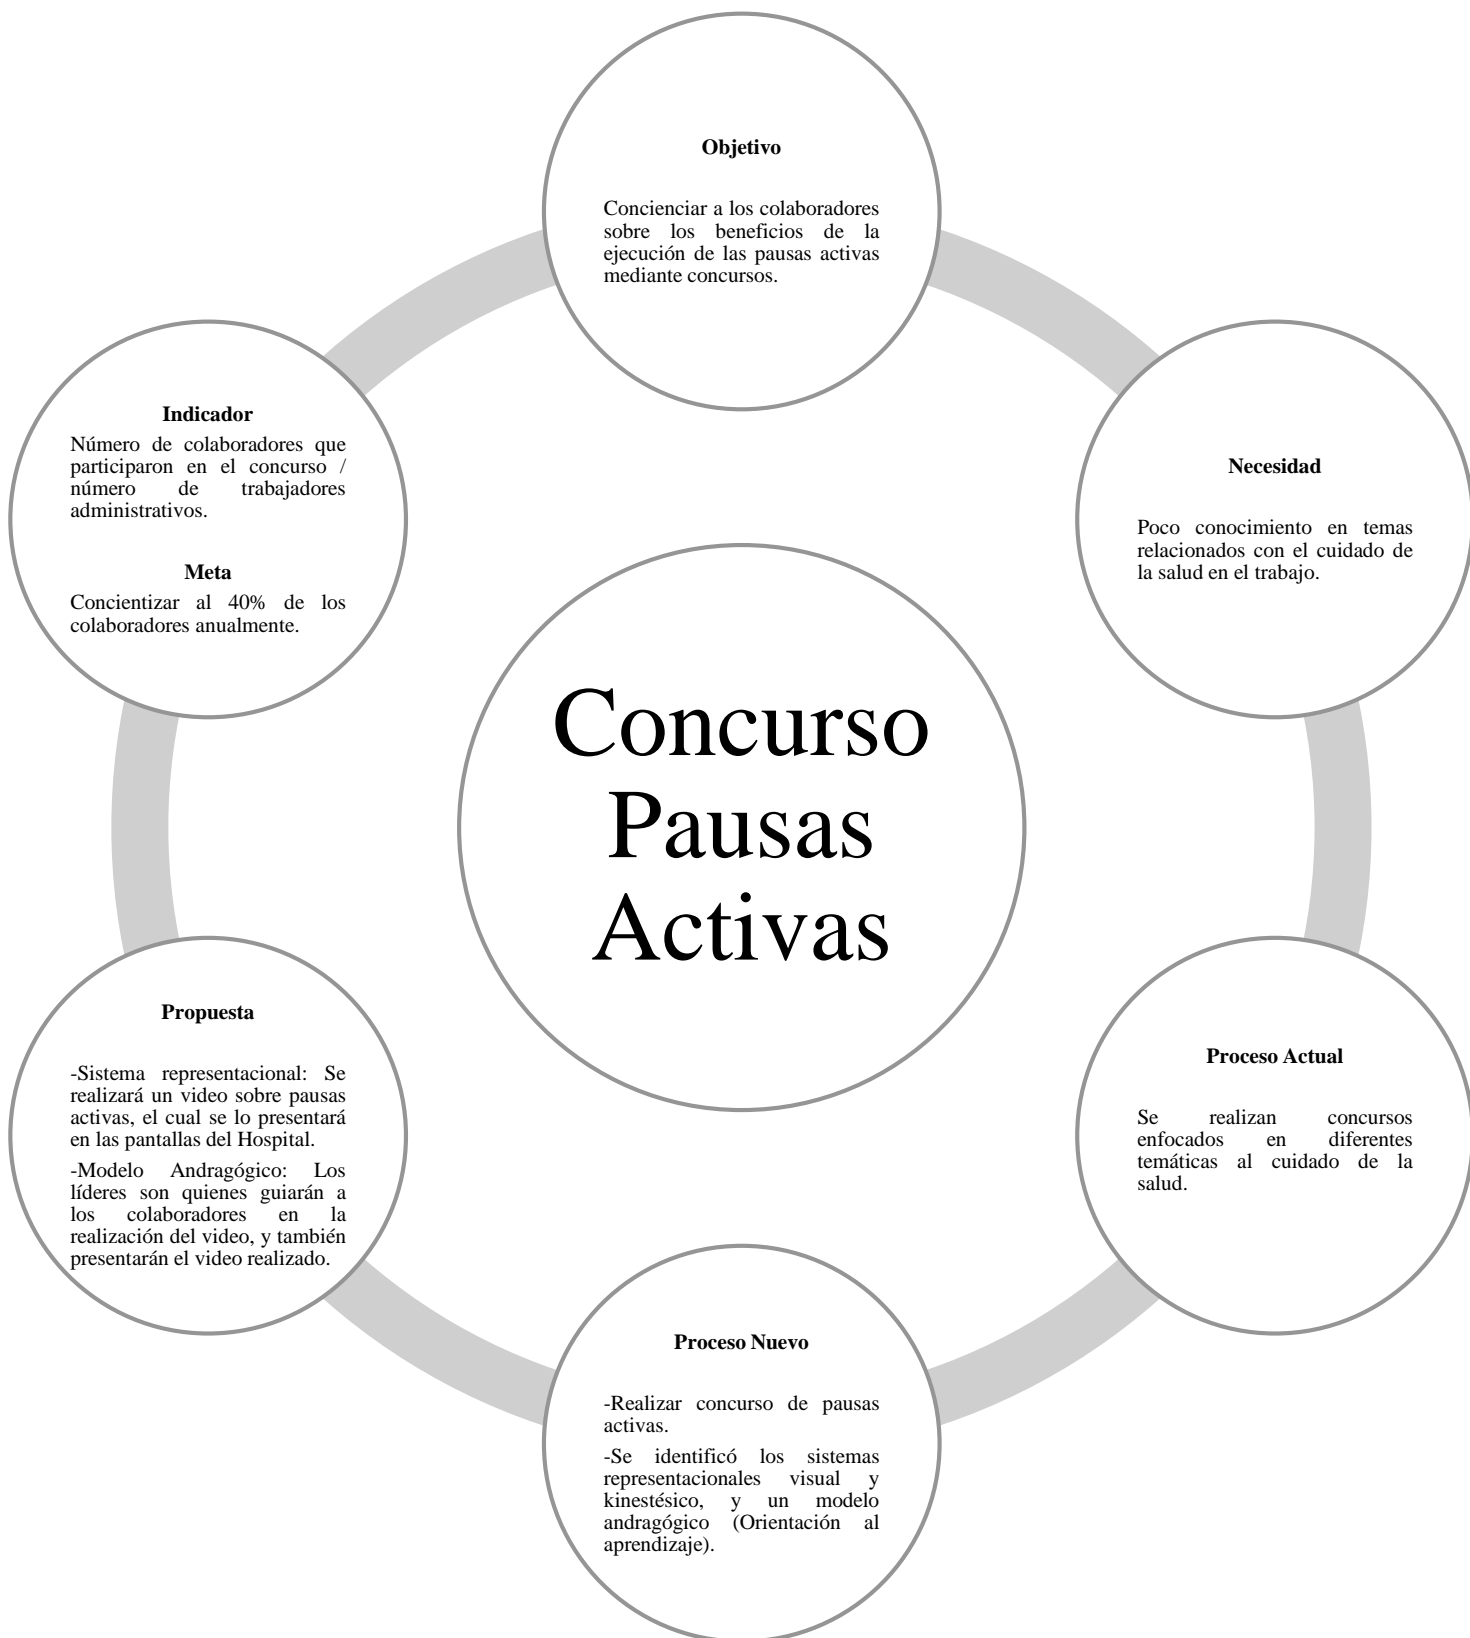 Objetivo
Concienciar a los colaboradores
sobre los beneficios de la
ejecución de las pausas activas
mediante concursos.
Necesidad
Poco conocimiento en temas
relacionados con el cuidado de
la salud en el trabajo.
Proceso Actual
Se realizan concursos
enfocados en diferentes
temáticas al cuidado de la
salud.
Proceso Nuevo
-Realizar concurso de pausas
activas.
-Se identificó los sistemas
representacionales visual y
kinestésico, y un modelo
andragógico (Orientación al
aprendizaje).
Propuesta
-Sistema representacional: Se
realizará un video sobre pausas
activas, el cual se lo presentará
en las pantallas del Hospital.
-Modelo Andragógico: Los
líderes son quienes guiarán a
los colaboradores en la
realización del video, y también
presentarán el video realizado.
Indicador
Número de colaboradores que
participaron en el concurso /
número de trabajadores
administrativos.
Meta
Concientizar al 40% de los
colaboradores anualmente.
Concurso
Pausas
Activas